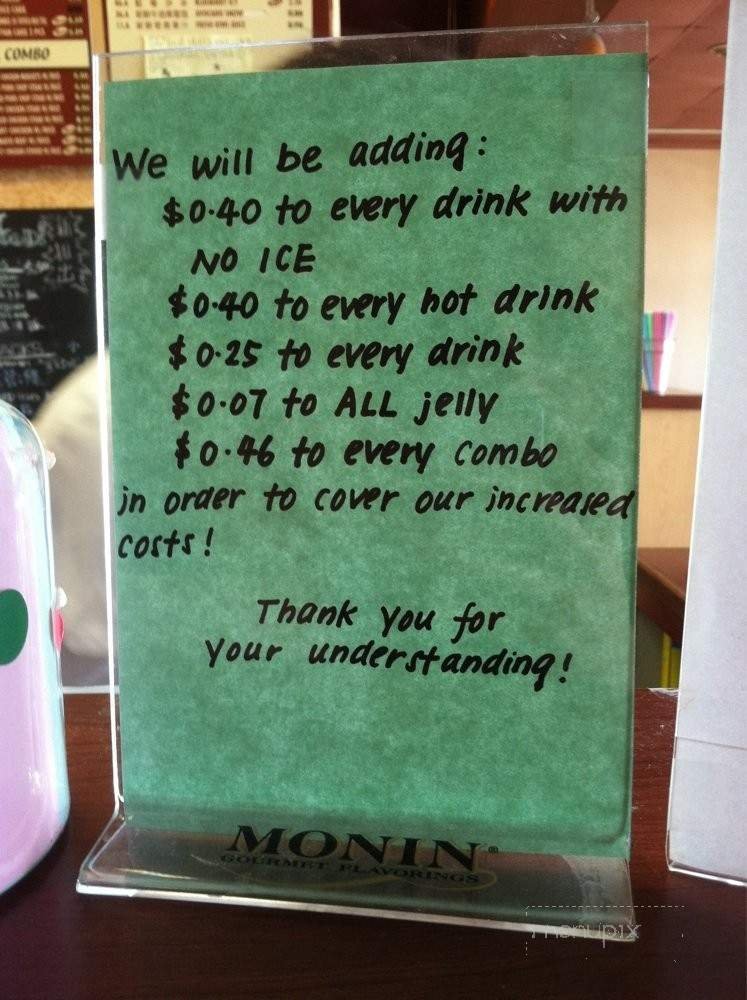 COMBO
We will be adding:
$0.40 to every drink with
NO ICE
$0.40 to every hot drink
$0.25 to every drink
$0.07 to ALL jelly
$0.46 to every combo
in order to cover our increased
costs!
Thank you for
your understanding!
MONIN®
GOURMET FLAVORINGS
menupix